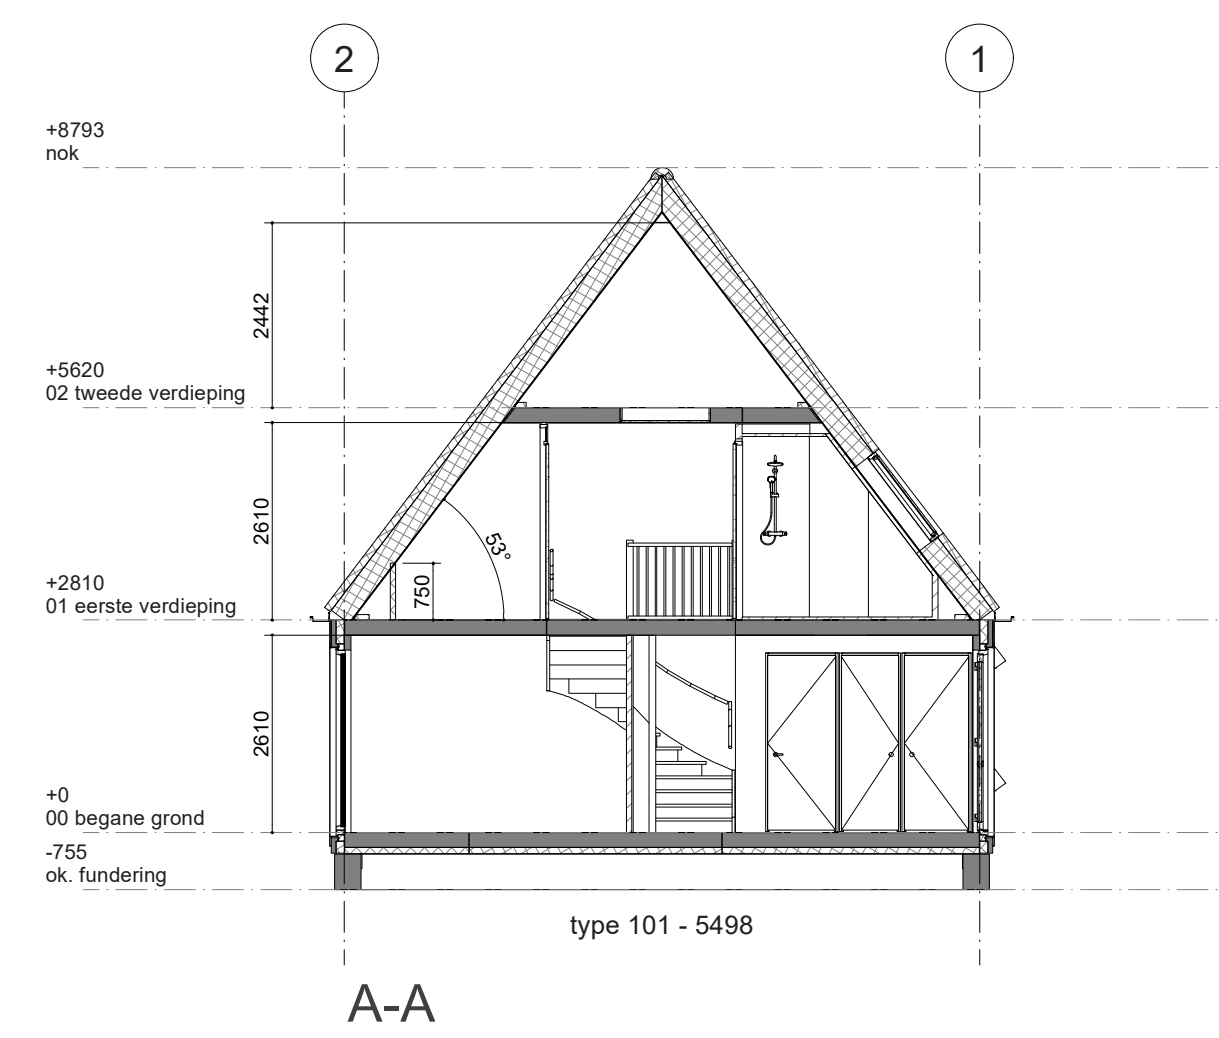 2
1
+8793
nok
2442
+5620
02 tweede verdieping
2610
53°
750
+2810
01 eerste verdieping
2610
+0
00 begane grond
-755
ok. fundering
type 101 - 5498
A-A